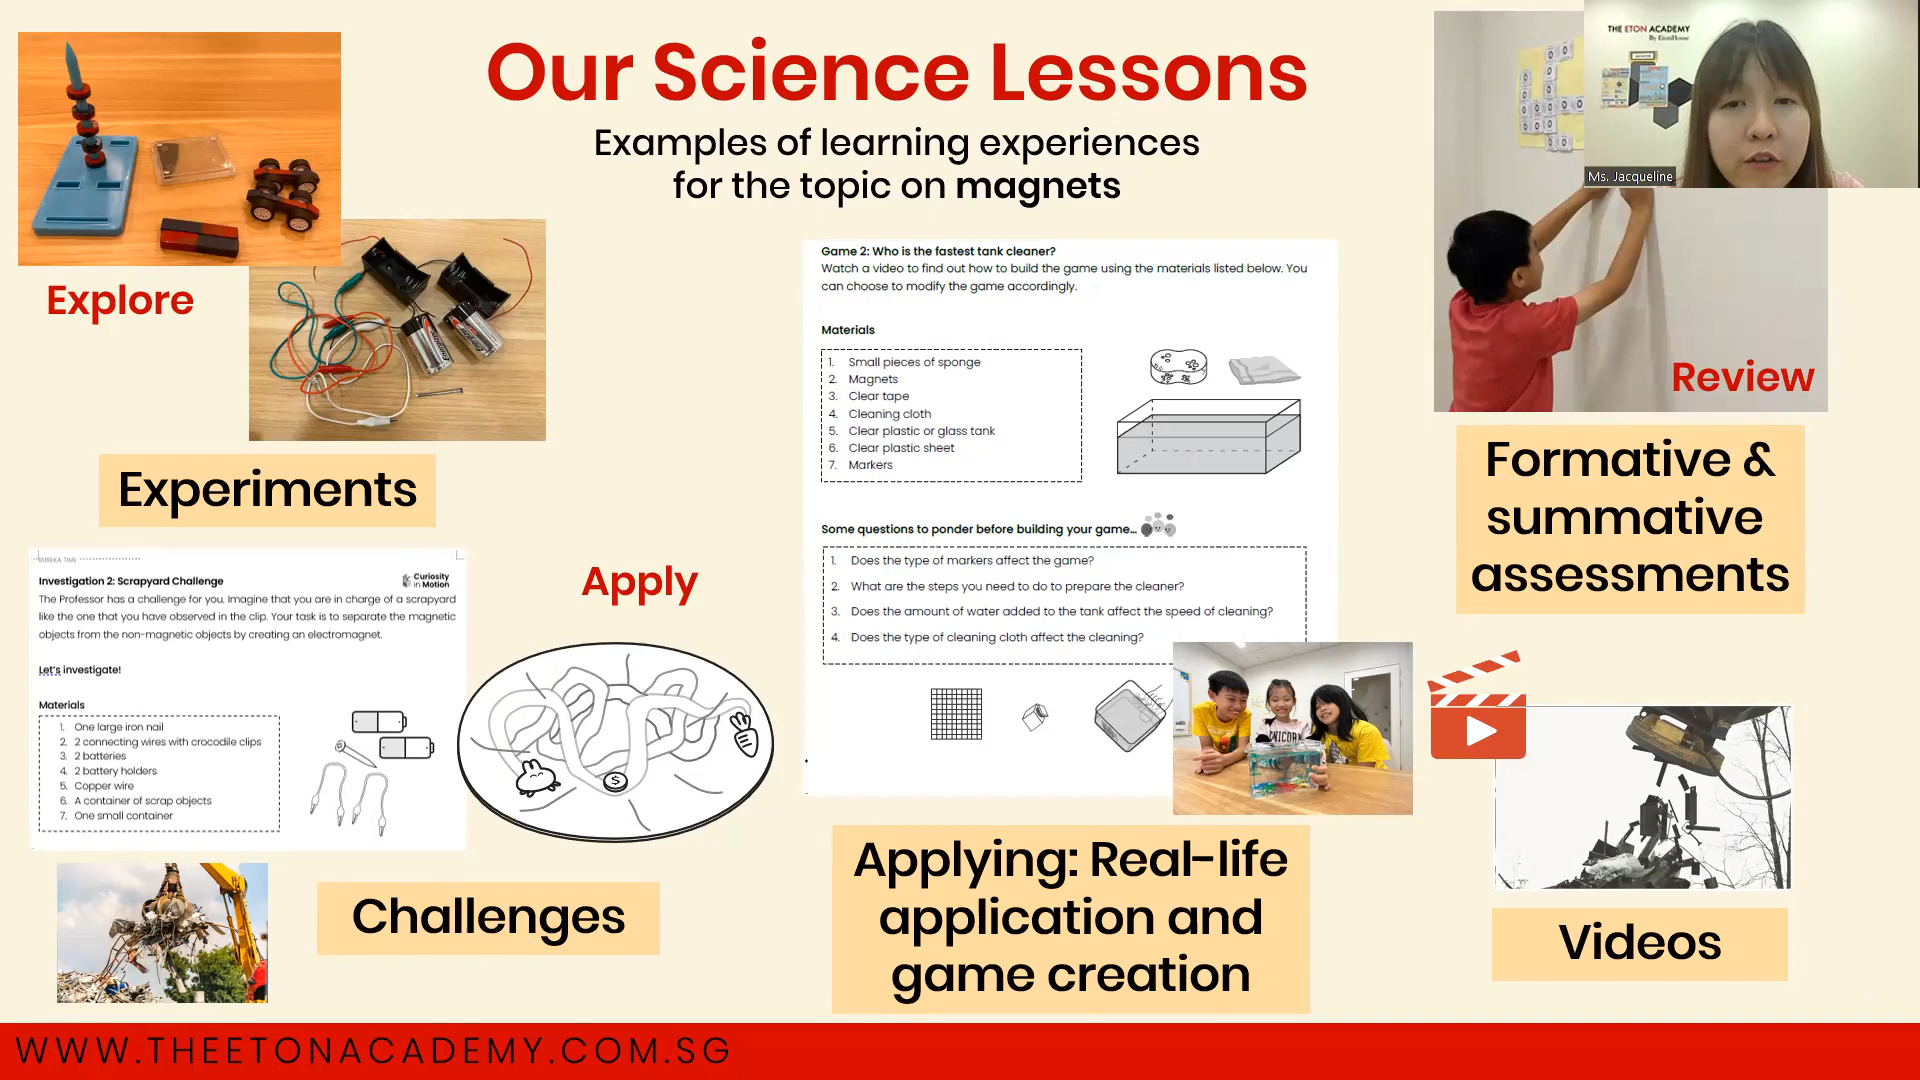 Our Science Lessons
Examples of learning experiences
for the topic on magnets
Explore
Experiments
EUREKA TIME
Investigation 2: Scrapyard Challenge
Curiosity
in Motion
The Professor has a challenge for you. Imagine that you are in charge of a scrapyard
like the one that you have observed in the clip. Your task is to separate the magnetic
objects from the non-magnetic objects by creating an electromagnet.
Let's investigate!
Materials
1. One large iron nail
2. 2 connecting wires with crocodile clips
3. 2 batteries
4. 2 battery holders
5. Copper wire
6. A container of scrap objects
7. One small container
Apply
$
Challenges
Game 2: Who is the fastest tank cleaner?
Watch a video to find out how to build the game using the materials listed below. You
can choose to modify the game accordingly.
Materials
1. Small pieces of sponge
2. Magnets
3. Clear tape
4. Cleaning cloth
5. Clear plastic or glass tank
6. Clear plastic sheet
7. Markers
Some questions to ponder before building your game...
1. Does the type of markers affect the game?
2. What are the steps you need to do to prepare the cleaner?
3. Does the amount of water added to the tank affect the speed of cleaning?
4. Does the type of cleaning cloth affect the cleaning?
UNICORN
Applying: Real-life
application and
game creation
THE ETON ACADEMY
By EtonHouse
Ms. Jacqueline
Review
Formative &
summative
assessments
Videos
WWW.THEETONACADEMY.COM.SG